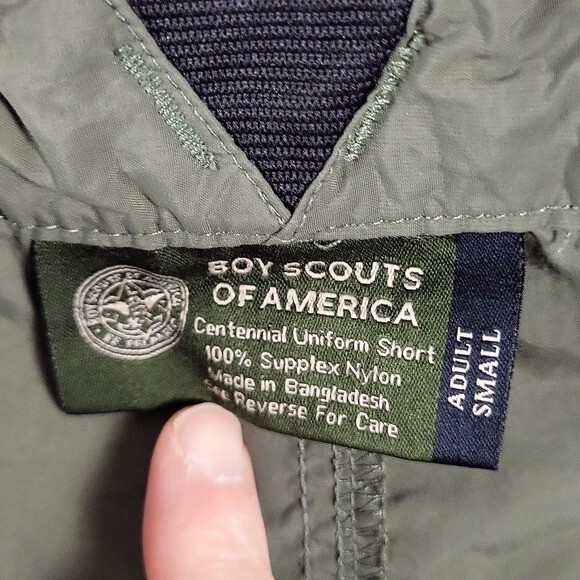 BOY SCOUTS
OF AMERICA
Centennial Uniform Short
100% Supplex Nylon
Made in Bangladesh
See Reverse For Care
ADULT
SMALL